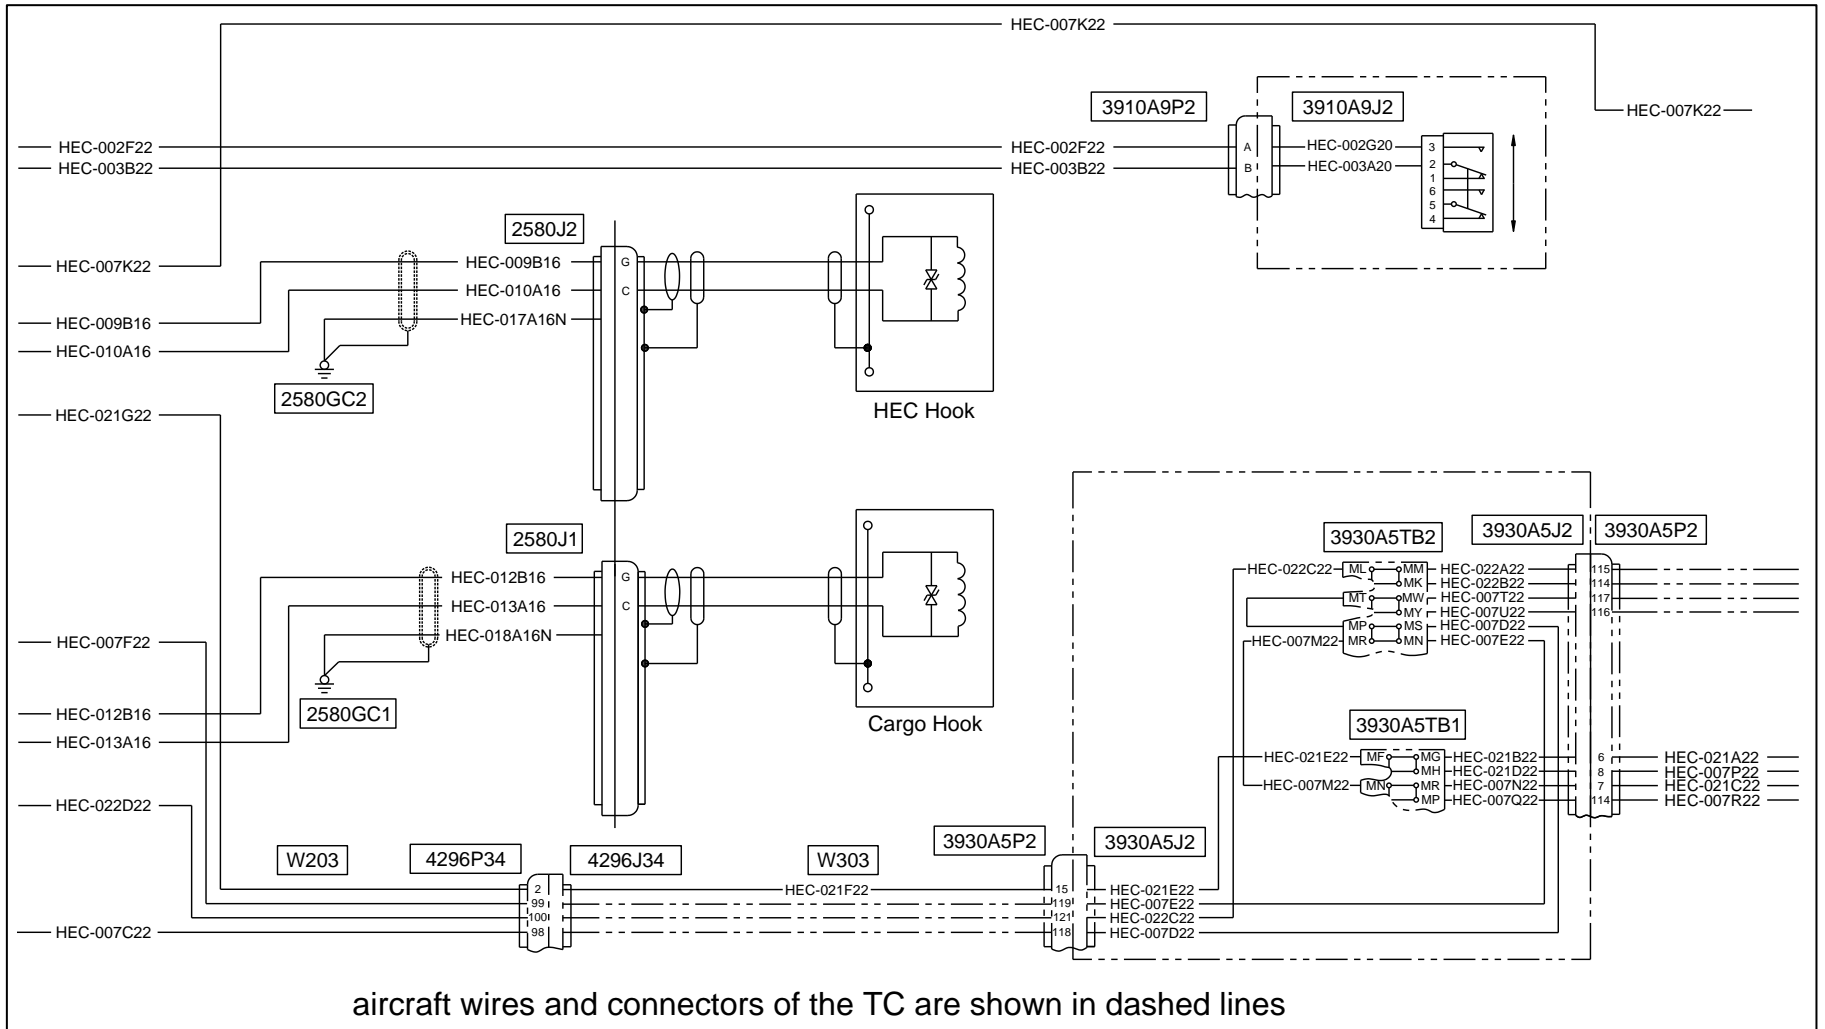 HEC-007K22
3910A9P2 3910A9J2 HEC-007K22
HEC-002F22 HEC-002F22 A HEC-002G20 3
HEC-003B22 HEC-003B22 B HEC-003A20 2
1
6
5
4
2580J2
HEC-007K22 HEC-009B16 G
HEC-010A16 C
HEC-009B16 HEC-017A16N
HEC-010A16
2580GC2
HEC-021G22 HEC Hook
2580J1
HEC-012B16 G
HEC-013A16 C
HEC-007F22 HEC-018A16N
HEC-012B16 2580GC1
HEC-013A16 Cargo Hook
3930A5TB2 3930A5J2 3930A5P2
HEC-022C22 ML MM HEC-022A22 115
MK HEC-022B22 114
MT MW HEC-007T22 117
MY HEC-007U22 116
MP MS HEC-007D22
HEC-007M22 MR MN HEC-007E22
3930A5TB1
HEC-021E22 MF MG HEC-021B22 6 HEC-021A22
MH HEC-021D22 8 HEC-007P22
HEC-007M22 MN MR HEC-007N22 7 HEC-021C22
MP HEC-007Q22 114 HEC-007R22
HEC-022D22
W203 4296P34 4296J34 W303 3930A5P2 3930A5J2
2 HEC-021F22 15 HEC-021E22
99 119 HEC-007E22
100 121 HEC-022C22
HEC-007C22 98 118 HEC-007D22
aircraft wires and connectors of the TC are shown in dashed lines